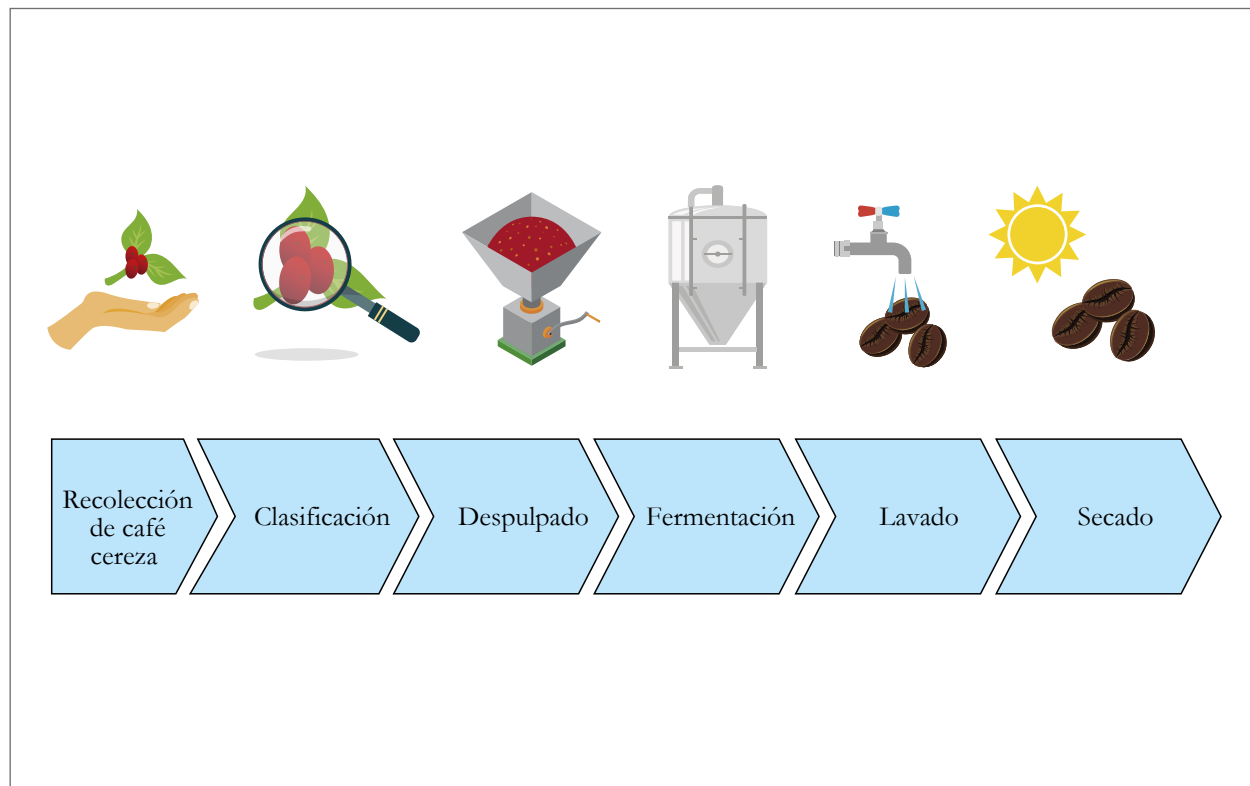 Recolección
de café
cereza
Clasificación
Despulpado
Fermentación
Lavado
Secado